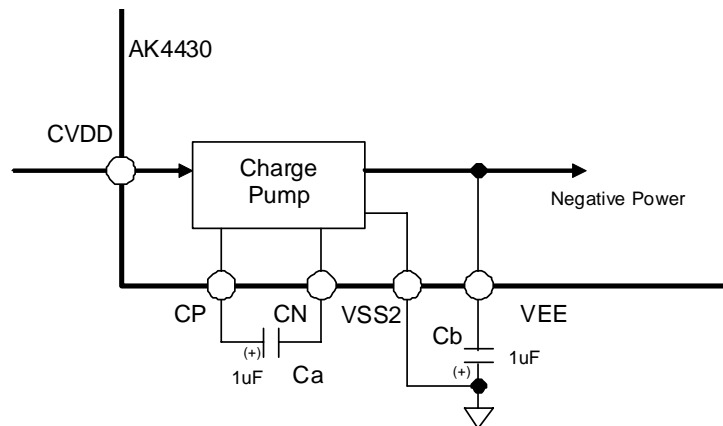 AK4430
CVDD
Charge
Pump
Negative Power
CP
CN
VSS2
VEE
(+)
1uF
Ca
Cb
(+)
1uF